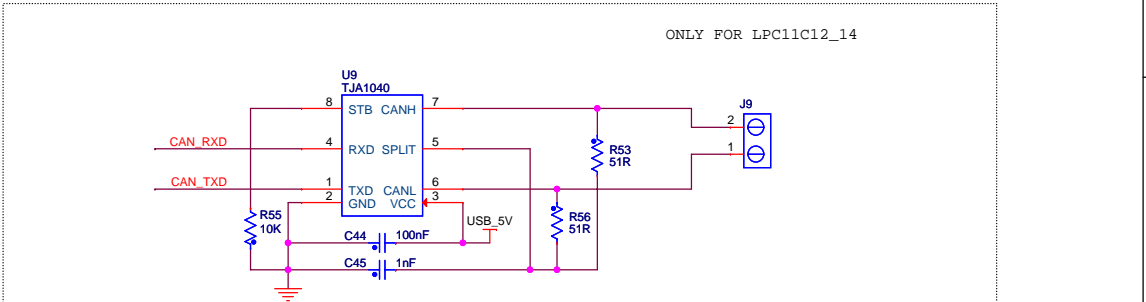 ONLY FOR LPC11C12_14
U9
TJA1040
8 STB CANH 7
J9
2
CAN_RXD 4 RXD SPLIT 5
R53
51R
1
CAN_TXD 1 TXD CANL 6
2 GND VCC 3
R55
10K
USB_5V
R56
51R
C44 100nF
C45 1nF